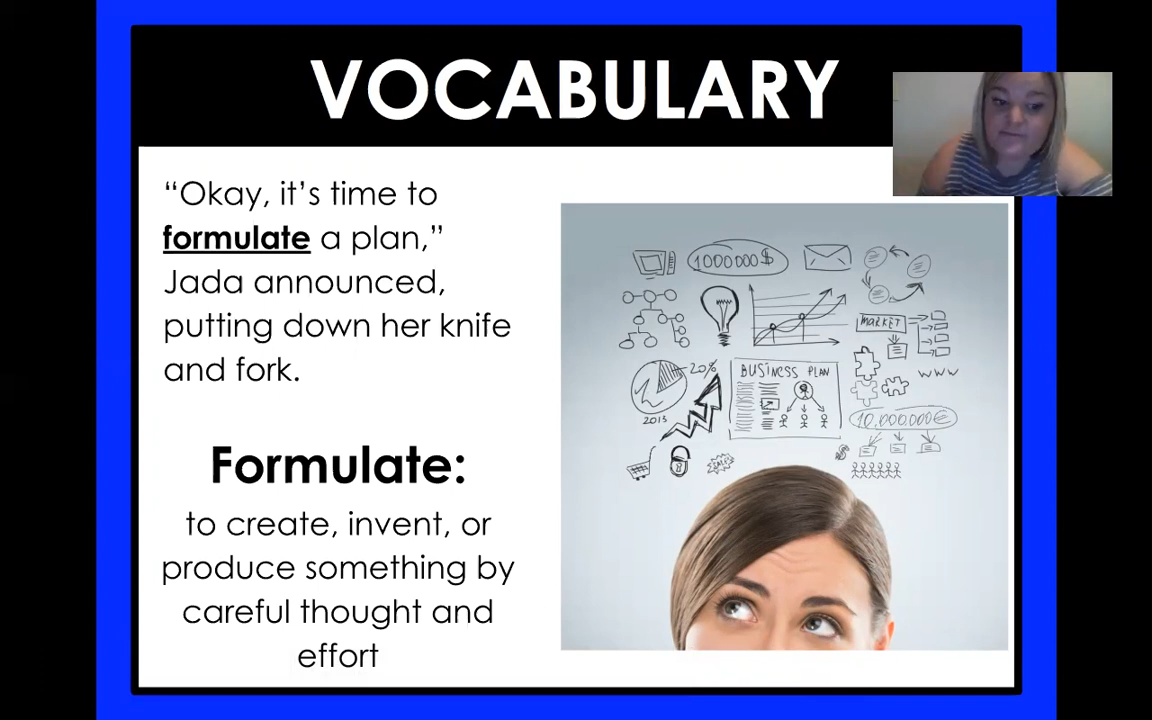 VOCABULARY
“Okay, it’s time to
formulate a plan,”
Jada announced,
putting down her knife
and fork.
Formulate:
to create, invent, or
produce something by
careful thought and
effort
1000000 $
MARKET
20%
BUSINESS PLAN
WWW
2013
10.000.000€
$
SALE